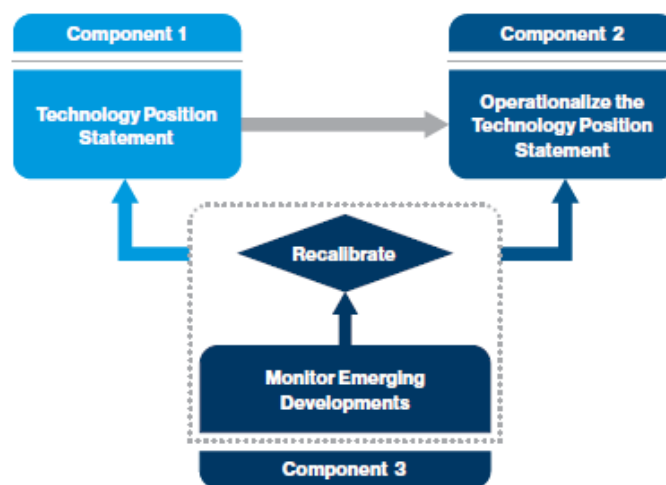 Component 1
Technology Position
Statement
Component 2
Operationalize the
Technology Position
Statement
Recalibrate
Monitor Emerging
Developments
Component 3